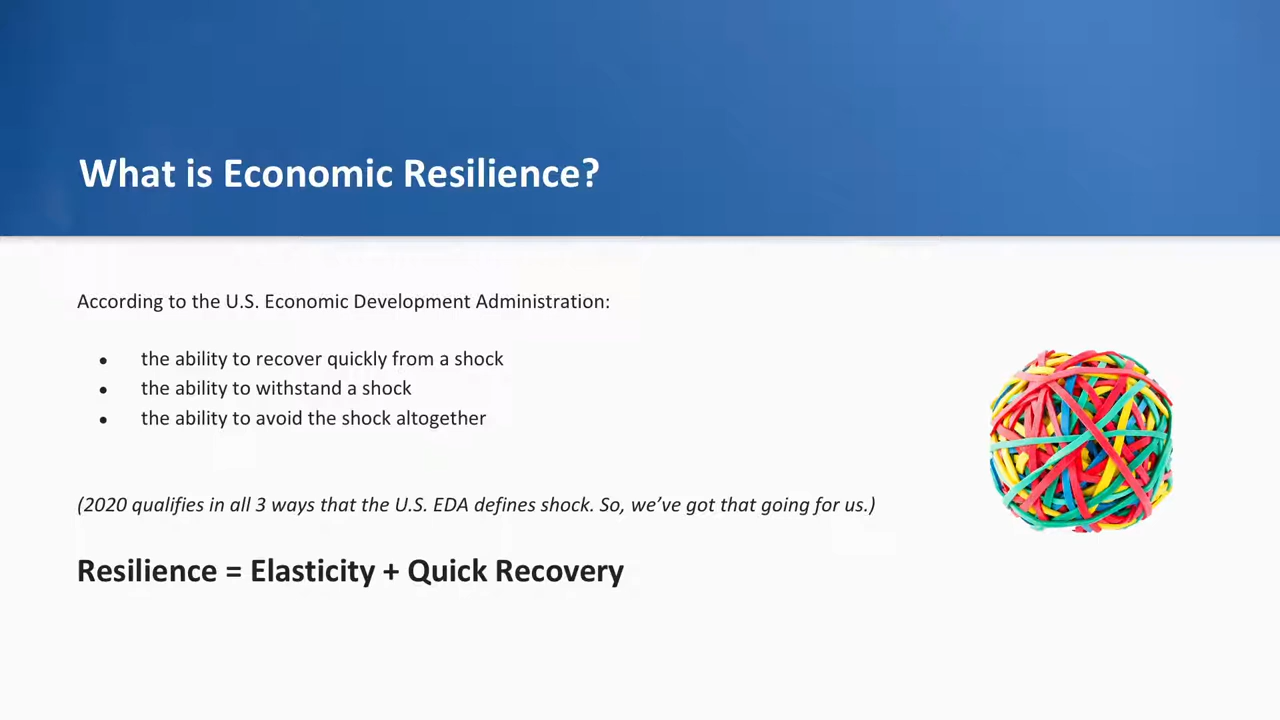 What is Economic Resilience?
According to the U.S. Economic Development Administration:
• the ability to recover quickly from a shock
• the ability to withstand a shock
• the ability to avoid the shock altogether
(2020 qualifies in all 3 ways that the U.S. EDA defines shock. So, we’ve got that going for us.)
Resilience = Elasticity + Quick Recovery